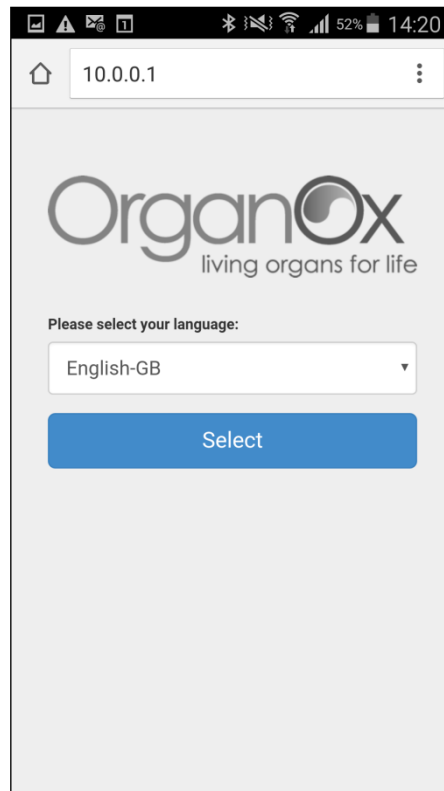 52% 14:20
10.0.0.1
OrganOx
living organs for life
Please select your language:
English-GB
Select